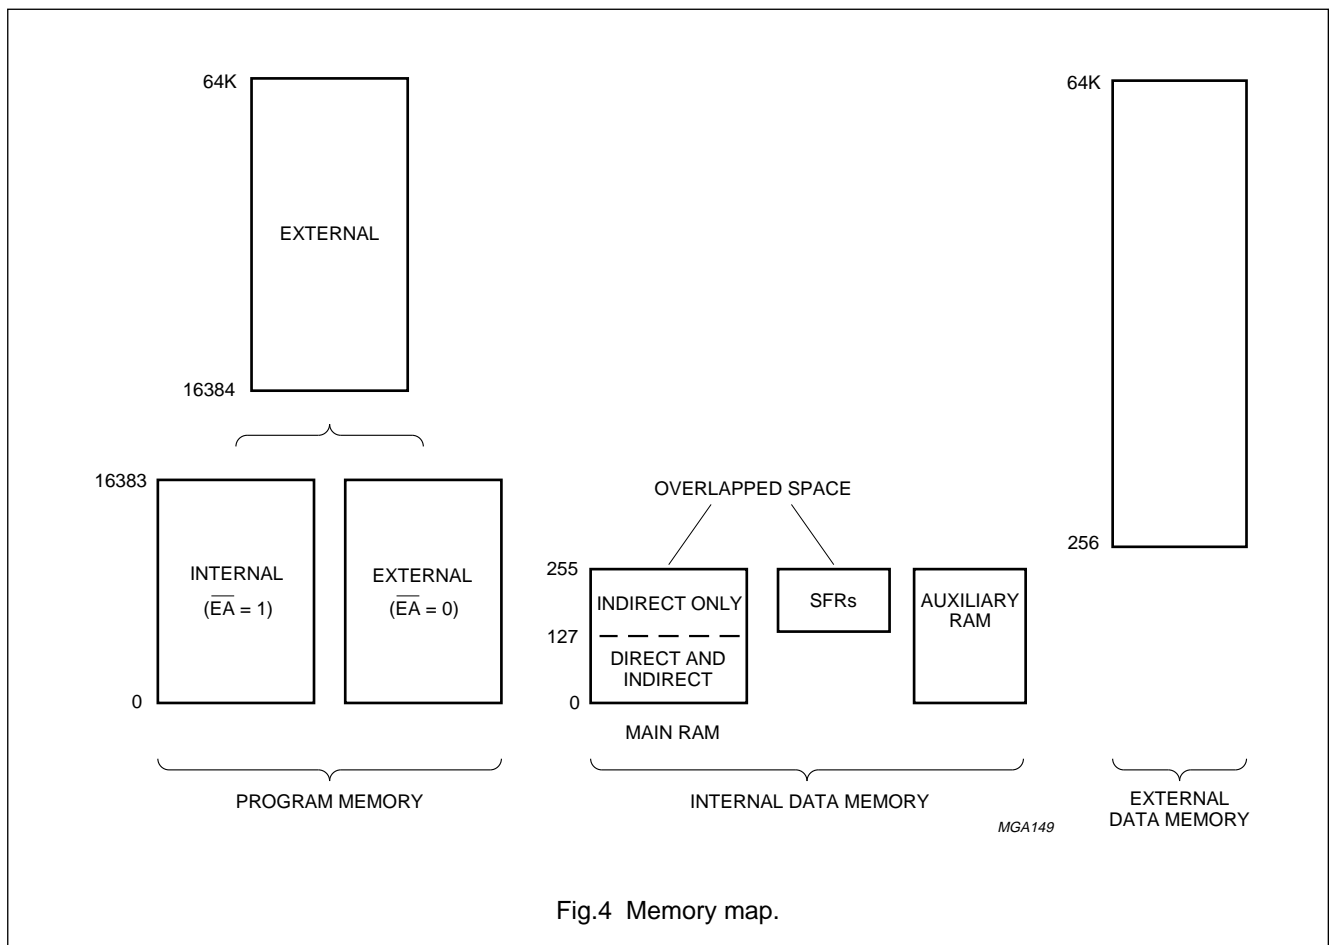 64K
64K
EXTERNAL
16384
16383
OVERLAPPED SPACE
256
INTERNAL
(E̅A̅ = 1)
EXTERNAL
(E̅A̅ = 0)
255
INDIRECT ONLY
SFRs
AUXILIARY
RAM
127
DIRECT AND
INDIRECT
0
0
MAIN RAM
PROGRAM MEMORY
INTERNAL DATA MEMORY
EXTERNAL
DATA MEMORY
MGA149
Fig.4 Memory map.